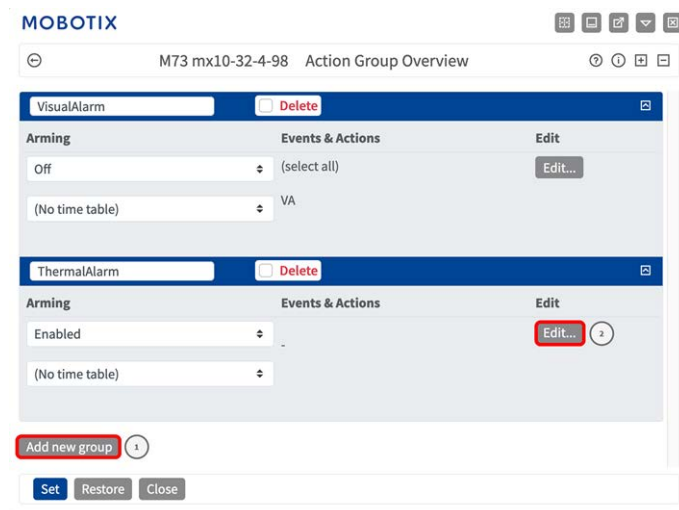 MOBOTIX
M73 mx10-32-4-98 Action Group Overview
VisualAlarm Delete
Arming Events & Actions Edit
Off (select all) Edit...
(No time table) VA
ThermalAlarm Delete
Arming Events & Actions Edit
Enabled - Edit... 2
(No time table)
Add new group 1
Set Restore Close